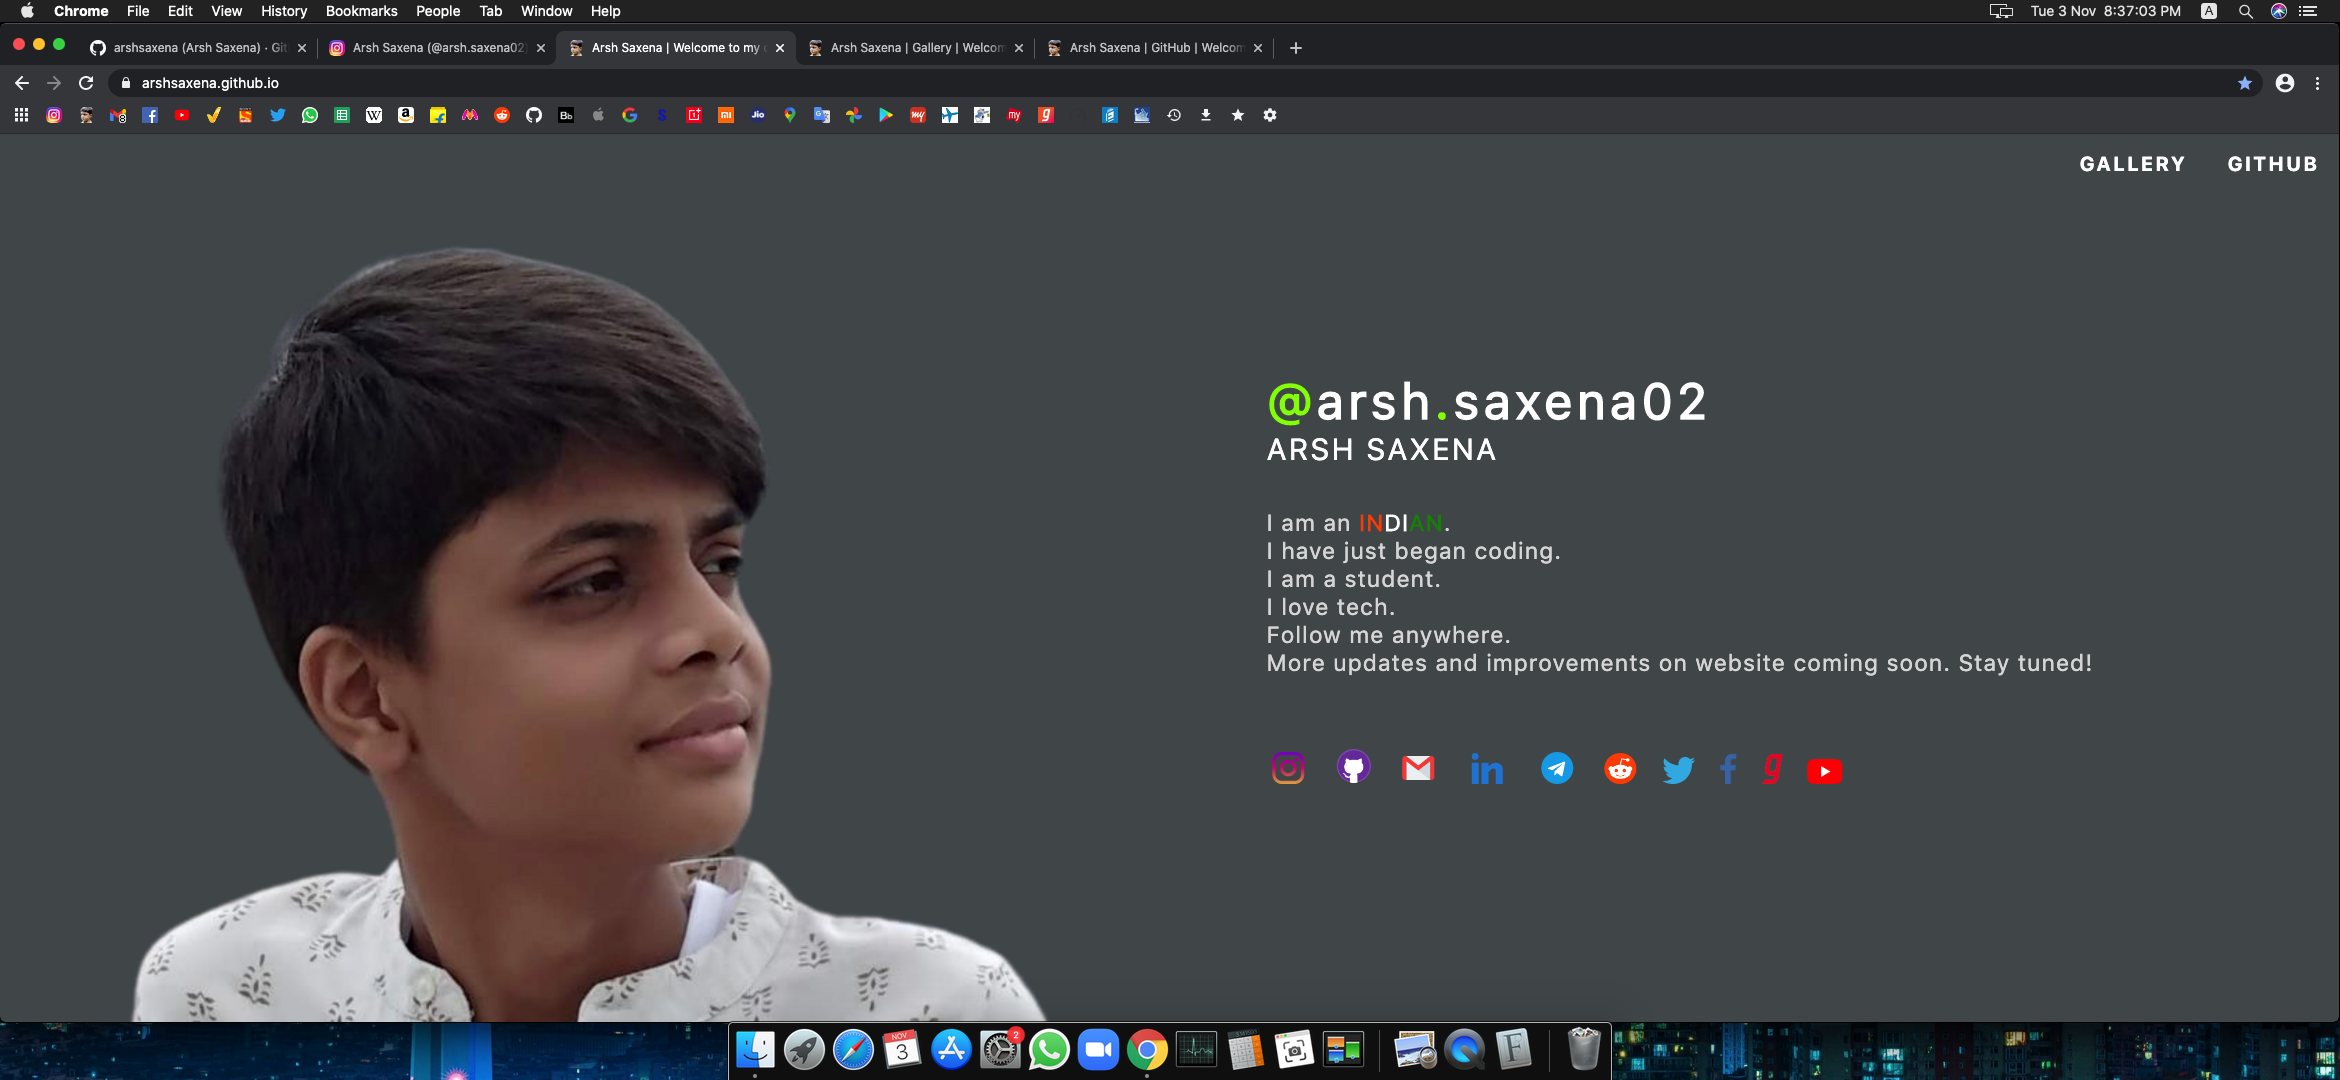 Chrome File Edit View History Bookmarks People Tab Window Help
Tue 3 Nov 8:37:03 PM A
arshsaxena (Arsh Saxena) · Git
Arsh Saxena (@arsh.saxena02)
Arsh Saxena | Welcome to my
Arsh Saxena | Gallery | Welcom
Arsh Saxena | GitHub | Welcom
arshsaxena.github.io
GALLERY GITHUB
@arsh.saxena02
ARSH SAXENA
I am an INDIAN.
I have just began coding.
I am a student.
I love tech.
Follow me anywhere.
More updates and improvements on website coming soon. Stay tuned!
NOV
3
2